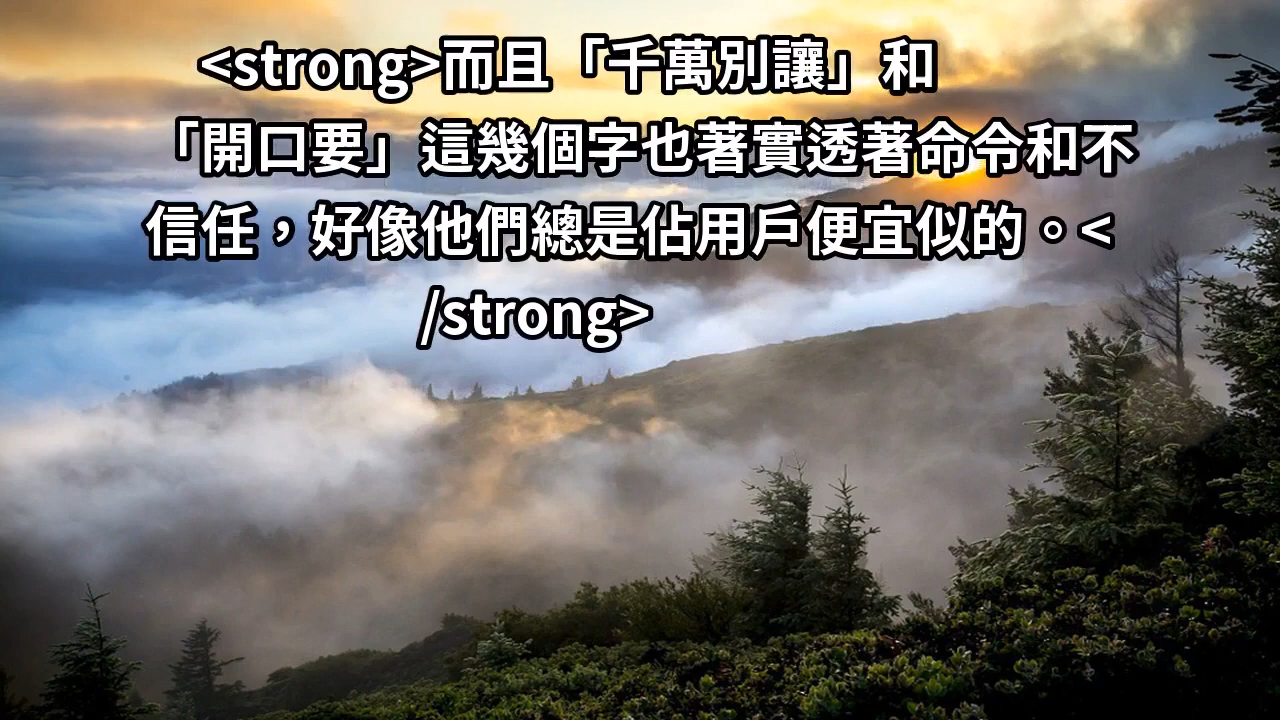 <strong>而且「千萬別讓」和
「開口要」這幾個字也著實透著命令和不
信任，好像他們總是佔用戶便宜似的。<
/strong>